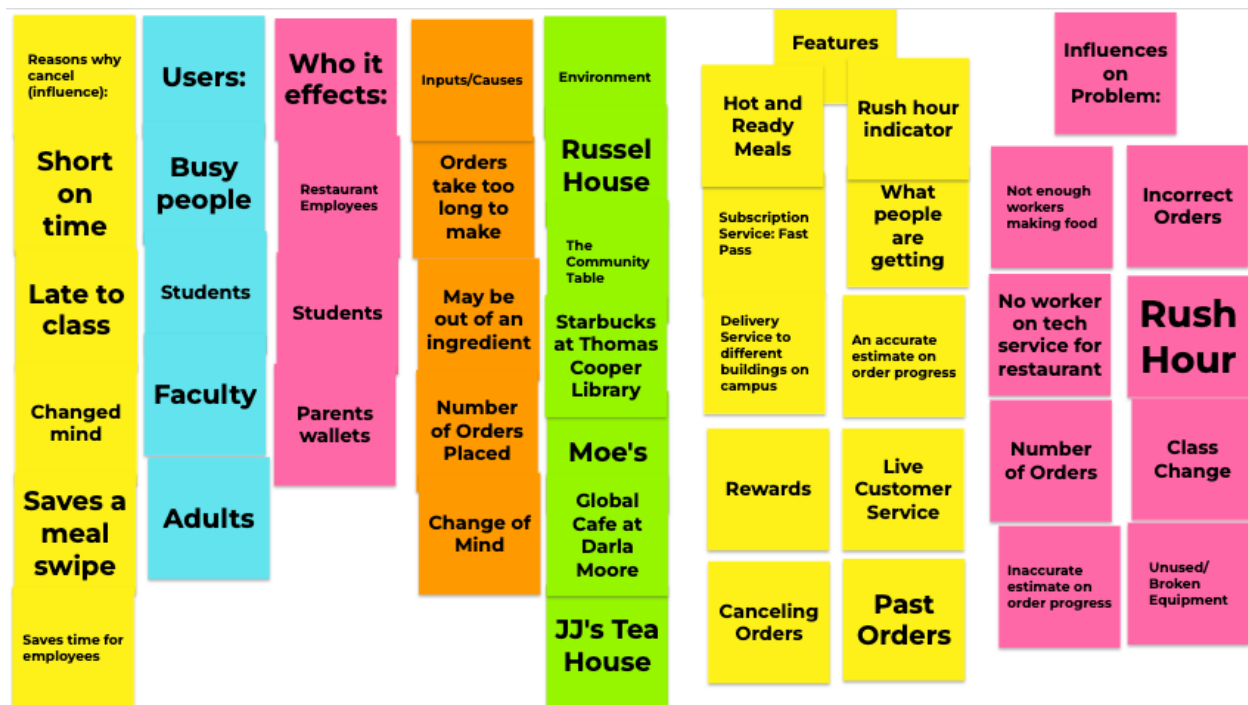 Reasons why
cancel
(influence):
Short
on
time
Late to
class
Changed
mind
Saves a
meal
swipe
Saves time for
employees
Users:
Busy
people
Students
Faculty
Adults
Who it
effects:
Restaurant
Employees
Students
Parents
wallets
Inputs/Causes
Orders
take too
long to
make
May be
out of an
ingredient
Number
of Orders
Placed
Change of
Mind
Environment
Russel
House
The
Community
Table
Starbucks
at Thomas
Cooper
Library
Moe's
Global
Cafe at
Darla
Moore
JJ's Tea
House
Features
Hot and
Ready
Meals
Rush hour
indicator
Subscription
Service: Fast
Pass
What
people
are
getting
Delivery
Service to
different
buildings on
campus
An accurate
estimate on
order progress
Rewards
Live
Customer
Service
Canceling
Orders
Past
Orders
Influences
on
Problem:
Not enough
workers
making food
Incorrect
Orders
No worker
on tech
service for
restaurant
Rush
Hour
Number
of Orders
Class
Change
Inaccurate
estimate on
order progress
Unused/
Broken
Equipment